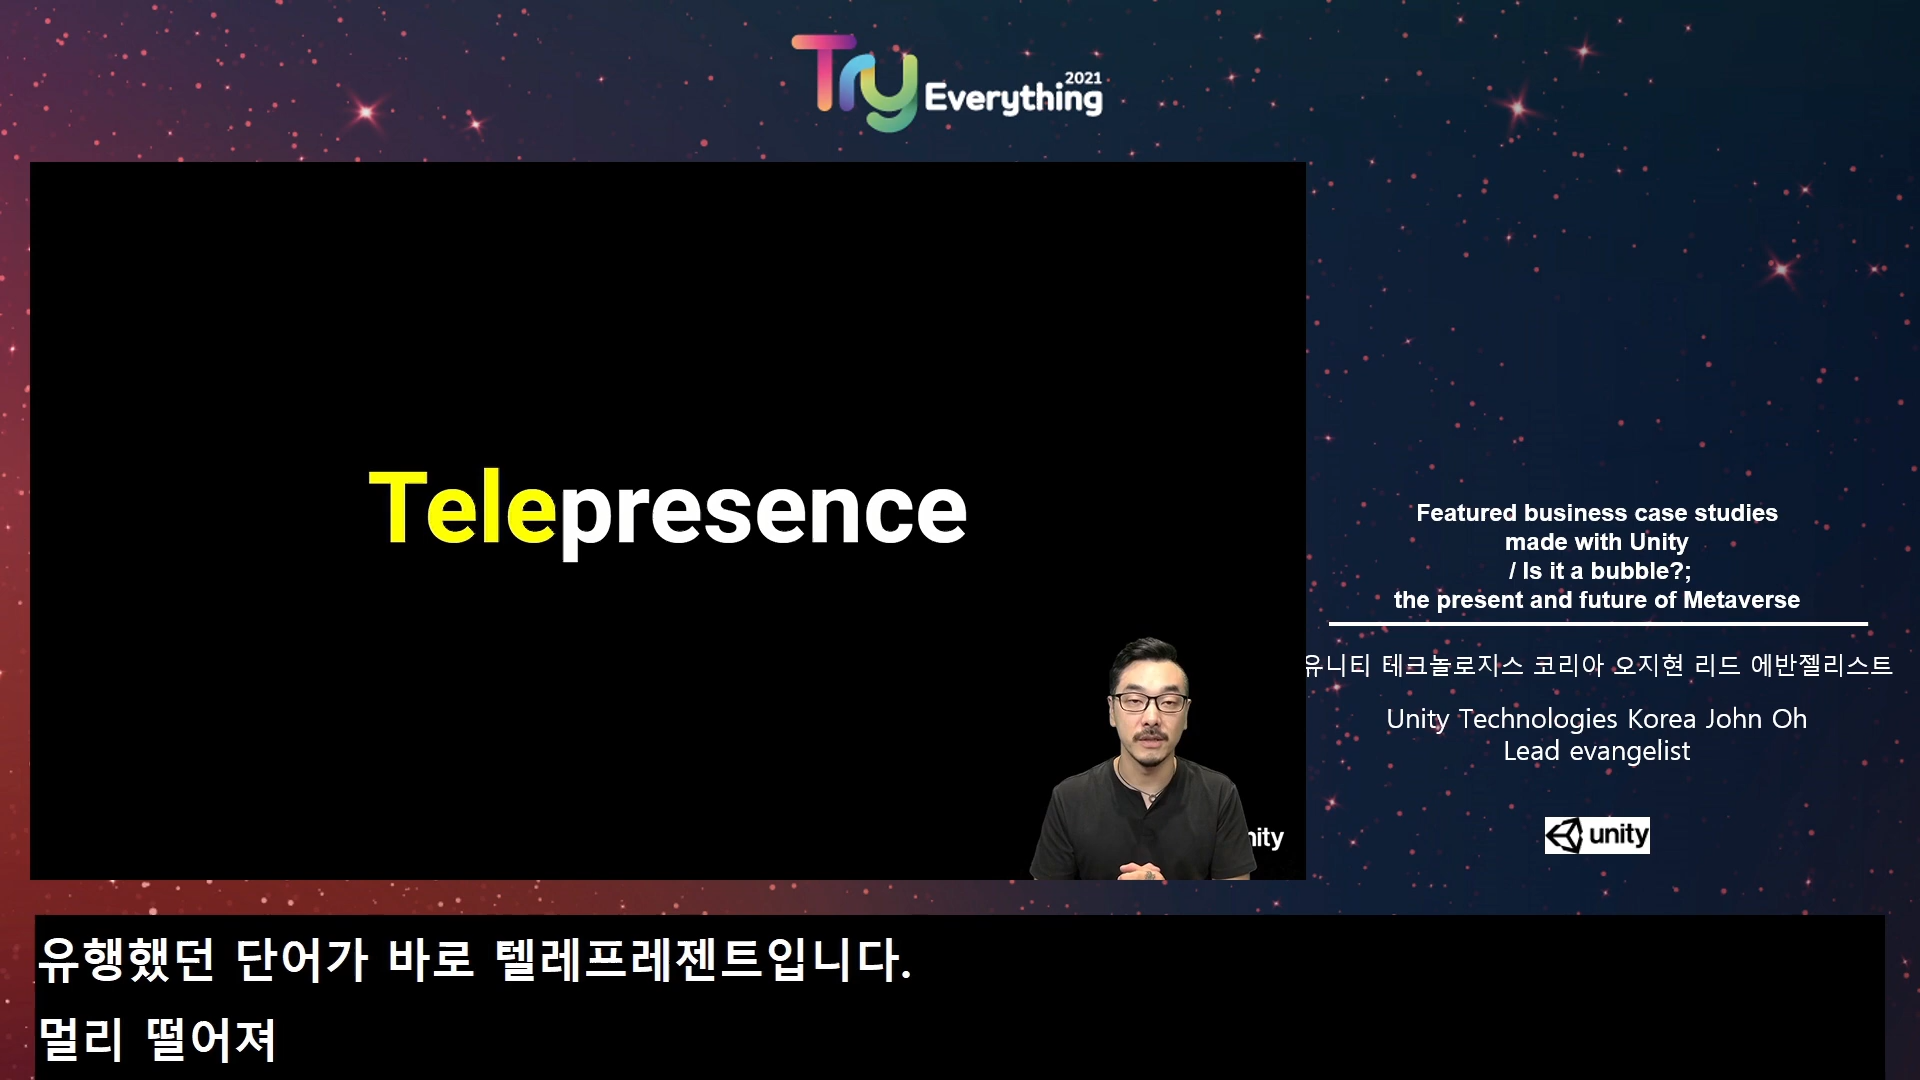 Try Everything 2021
Telepresence
nity
Featured business case studies
made with Unity
/ Is it a bubble?;
the present and future of Metaverse
유니티 테크놀로지스 코리아 오지현 리드 에반젤리스트
Unity Technologies Korea John Oh
Lead evangelist
unity
유행했던 단어가 바로 텔레프레젠트입니다.
멀리 떨어져